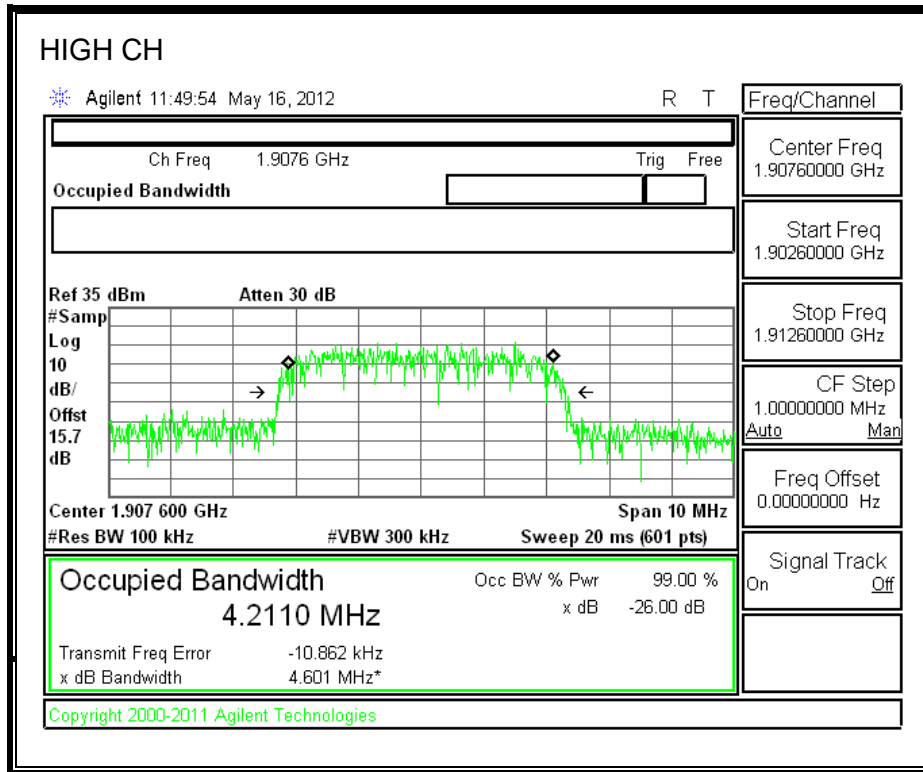 HIGH CH
Agilent 11:49:54 May 16, 2012 R T
Freq/Channel
Ch Freq 1.9076 GHz Trig Free
Occupied Bandwidth
Center Freq
1.90760000 GHz
Start Freq
1.90260000 GHz
Stop Freq
1.91260000 GHz
CF Step
1.00000000 MHz
Auto Man
Freq Offset
0.00000000 Hz
Signal Track
On Off
Ref 35 dBm Atten 30 dB
#Samp
Log
10
dB/
Offst
15.7
dB
Center 1.907 600 GHz Span 10 MHz
#Res BW 100 kHz #VBW 300 kHz Sweep 20 ms (601 pts)
Occupied Bandwidth Occ BW % Pwr 99.00 %
4.2110 MHz x dB -26.00 dB
Transmit Freq Error -10.862 kHz
x dB Bandwidth 4.601 MHz*
Copyright 2000-2011 Agilent Technologies